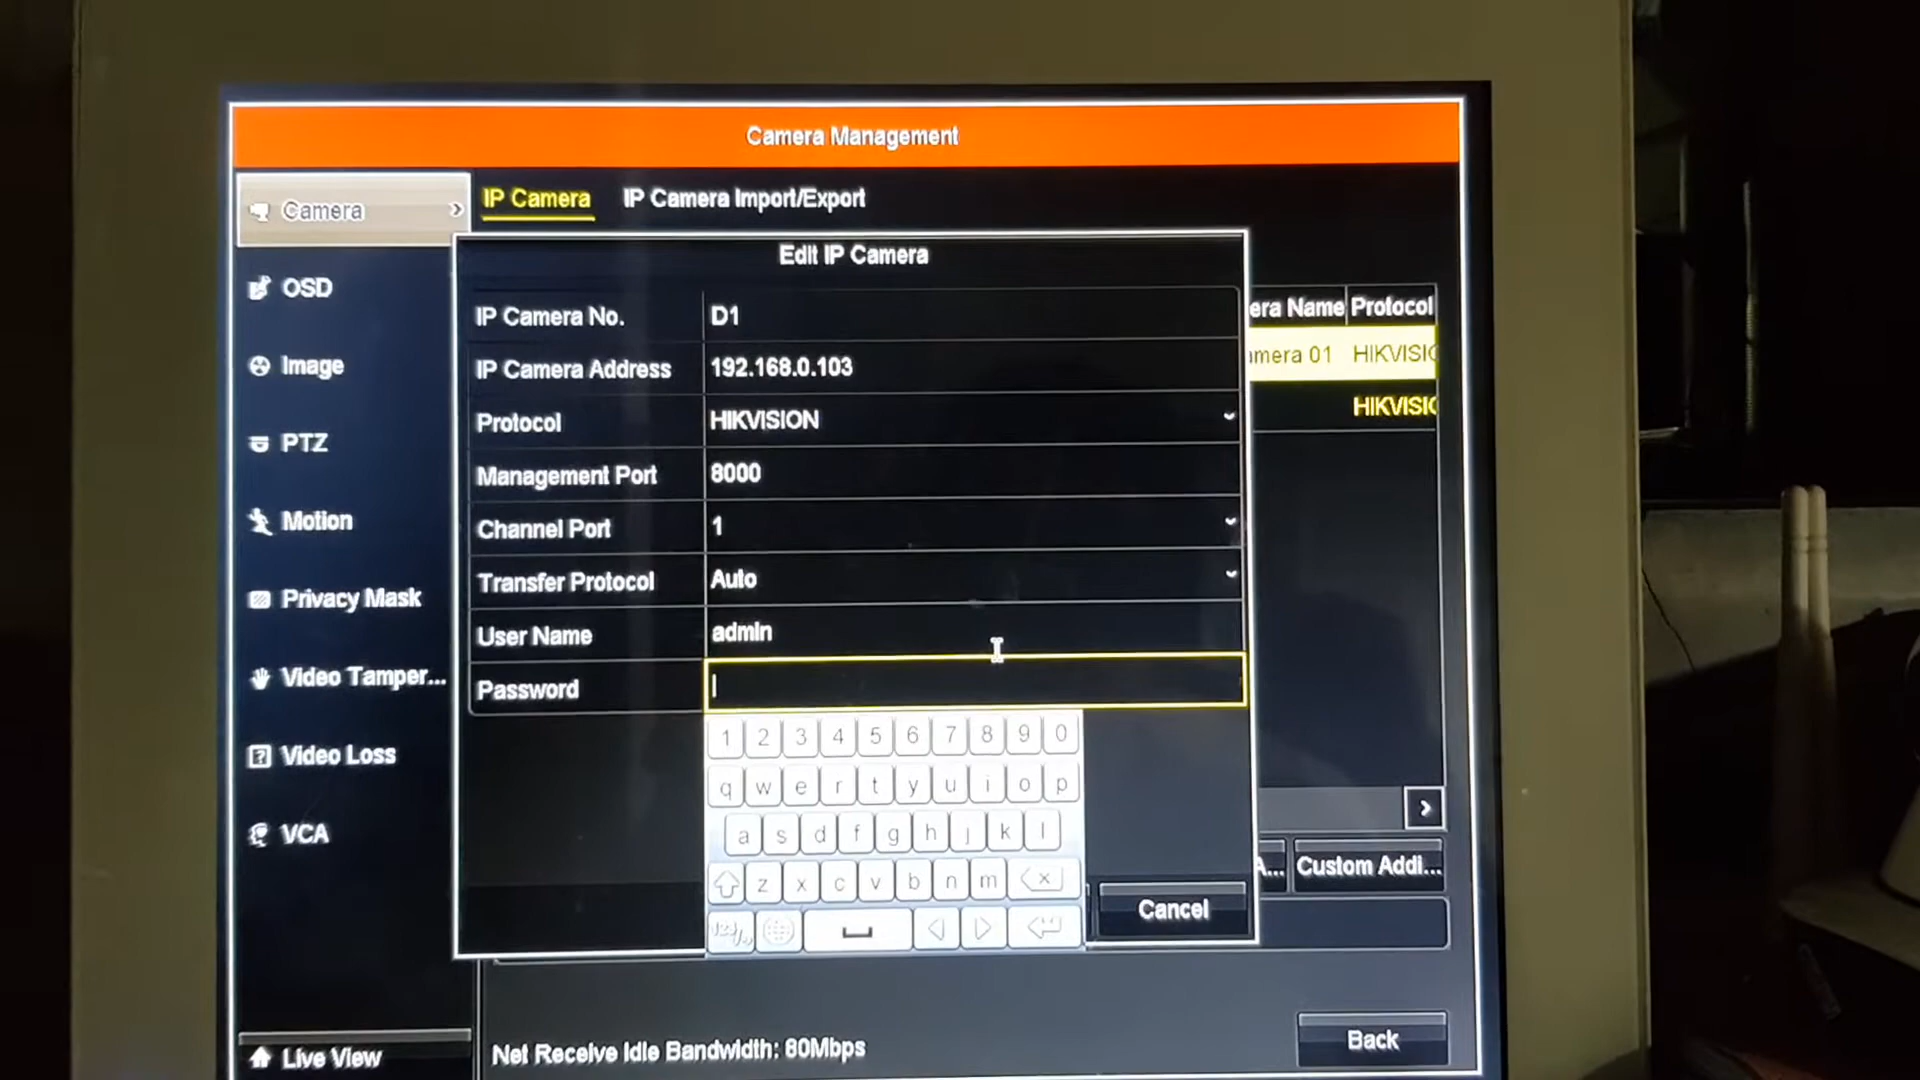 Camera Management
Camera
IP Camera
IP Camera Import/Export
OSD
Image
PTZ
Motion
Privacy Mask
Video Tamper...
Video Loss
VCA
Live View
Edit IP Camera
IP Camera No. D1
IP Camera Address 192.168.0.103
Protocol HIKVISION
Management Port 8000
Channel Port 1
Transfer Protocol Auto
User Name admin
Password
era Name Protocol
amera 01 HIKVISIO
HIKVISIO
1 2 3 4 5 6 7 8 9 0
q w e r t y u i o p
a s d f g h j k l
z x c v b n m
A... Custom Addi...
Cancel
Net Receive Idle Bandwidth: 80Mbps
Back